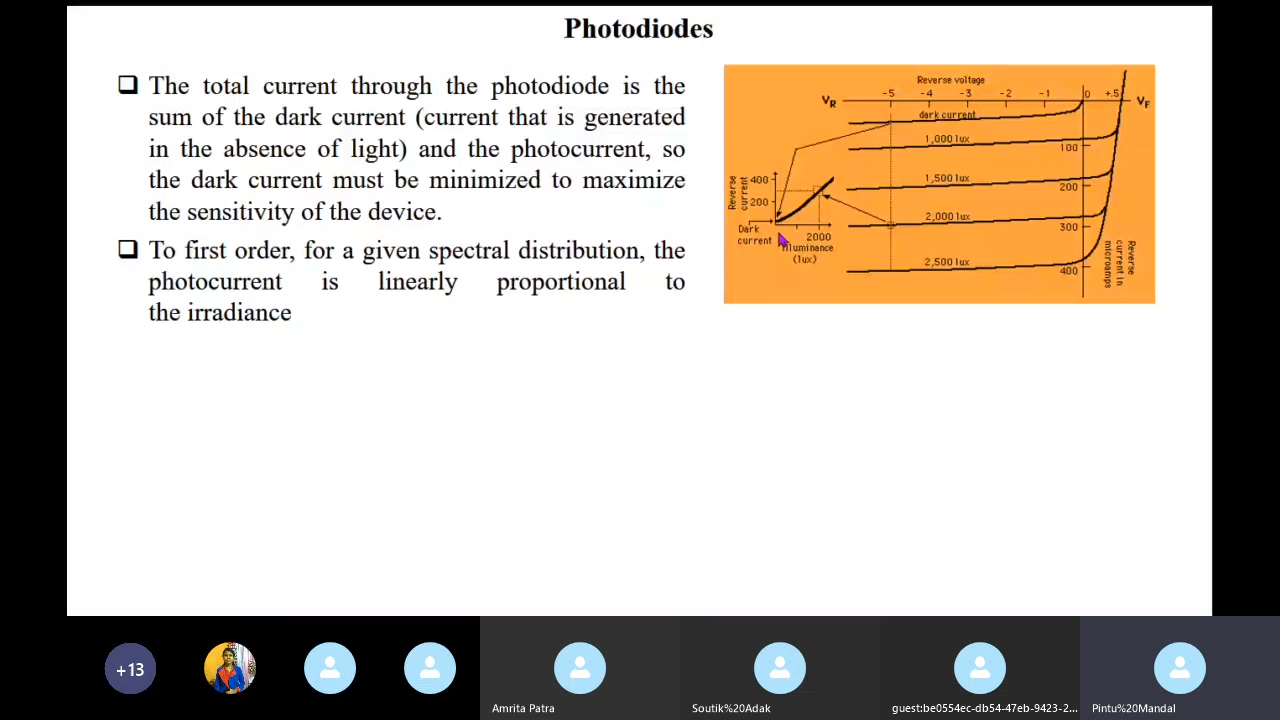 Photodiodes
❑ The total current through the photodiode is the
sum of the dark current (current that is generated
in the absence of light) and the photocurrent, so
the dark current must be minimized to maximize
the sensitivity of the device.
❑ To first order, for a given spectral distribution, the
photocurrent is linearly proportional to
the irradiance
Reverse voltage
VR -5 -4 -3 -2 -1 0 +.5 VF
dark current
1,000 lux
100
1,500 lux
200
2,000 lux
300
2,500 lux
400
Reverse
current in
microamps
Reverse
current
400
200
Dark
current
2000
Illuminance
(lux)
+13
Amrita Patra
Soutik%20Adak
guest:be0554ec-db54-47eb-9423-2...
Pintu%20Mandal